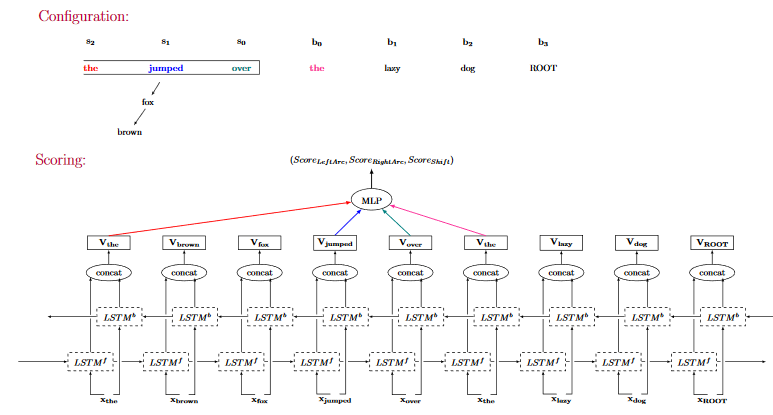 Configuration:
s2 s1 s0 b0 b1 b2 b3
the jumped over the lazy dog ROOT
fox
brown
Scoring:
(ScoreLeftArc, ScoreRightArc, ScoreShift)
MLP
Vthe Vbrown Vfox Vjumped Vover Vthe Vlazy Vdog VROOT
concat concat concat concat concat concat concat concat concat
LSTMb LSTMb LSTMb LSTMb LSTMb LSTMb LSTMb LSTMb LSTMb
LSTMf LSTMf LSTMf LSTMf LSTMf LSTMf LSTMf LSTMf LSTMf
xthe xbrown xfox xjumped xover xthe xlazy xdog xROOT